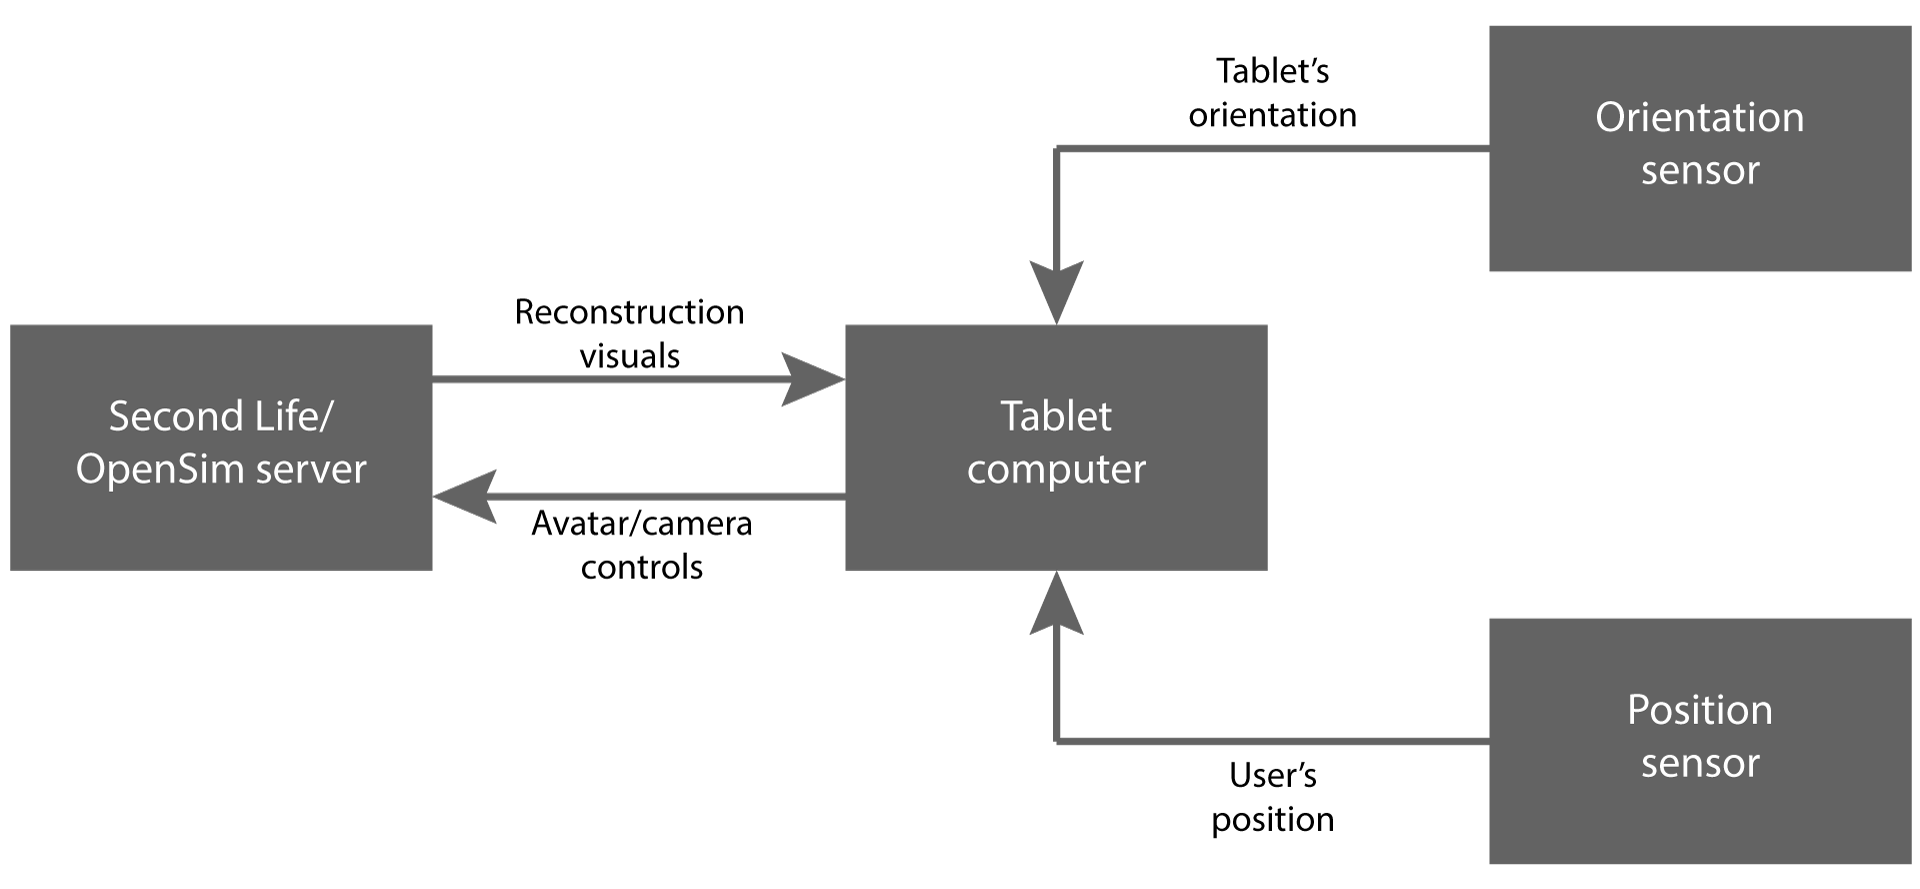 Tablet’s
orientation
Orientation
sensor
Reconstruction
visuals
Second Life/
OpenSim server
Tablet
computer
Avatar/camera
controls
Position
sensor
User’s
position